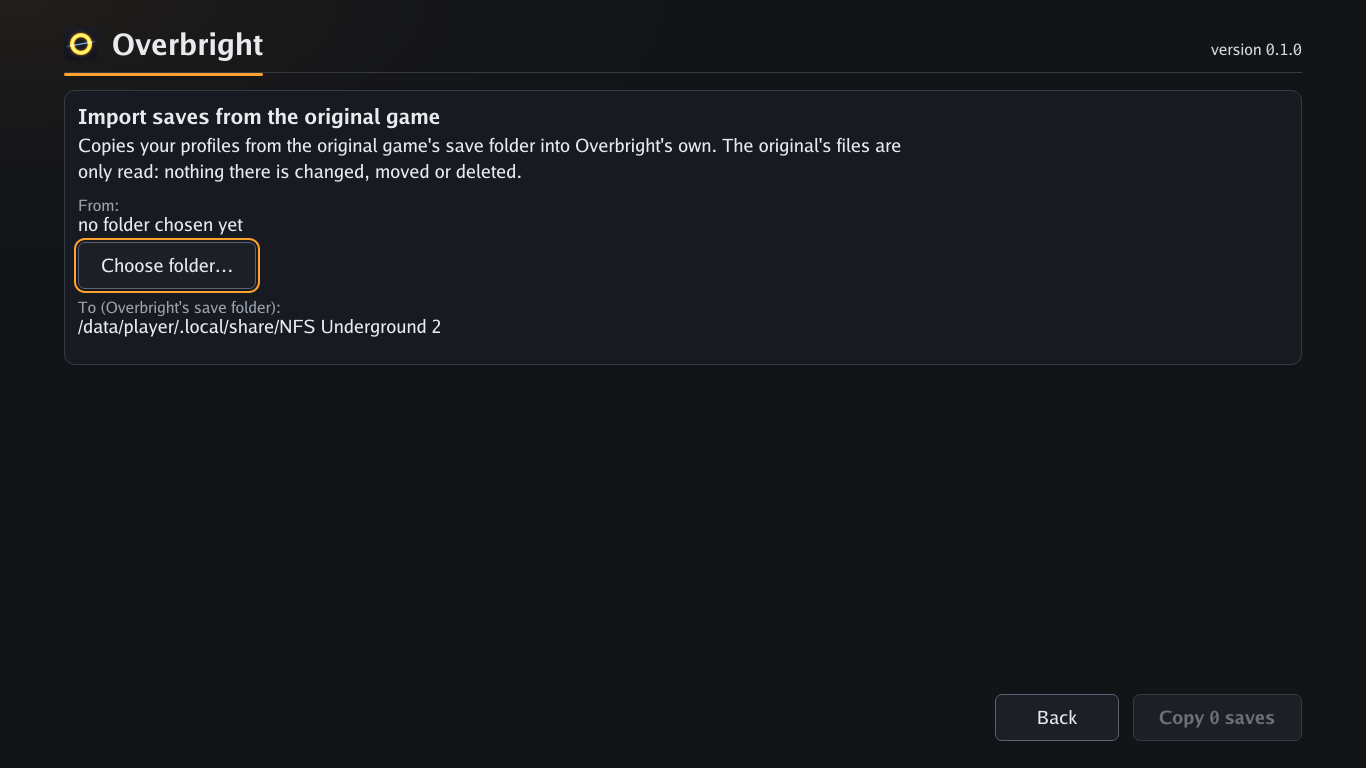 Overbright
version 0.1.0
Import saves from the original game
Copies your profiles from the original game's save folder into Overbright's own. The original's files are
only read: nothing there is changed, moved or deleted.
From:
no folder chosen yet
Choose folder...
To (Overbright's save folder):
/data/player/.local/share/NFS Underground 2
Back
Copy 0 saves